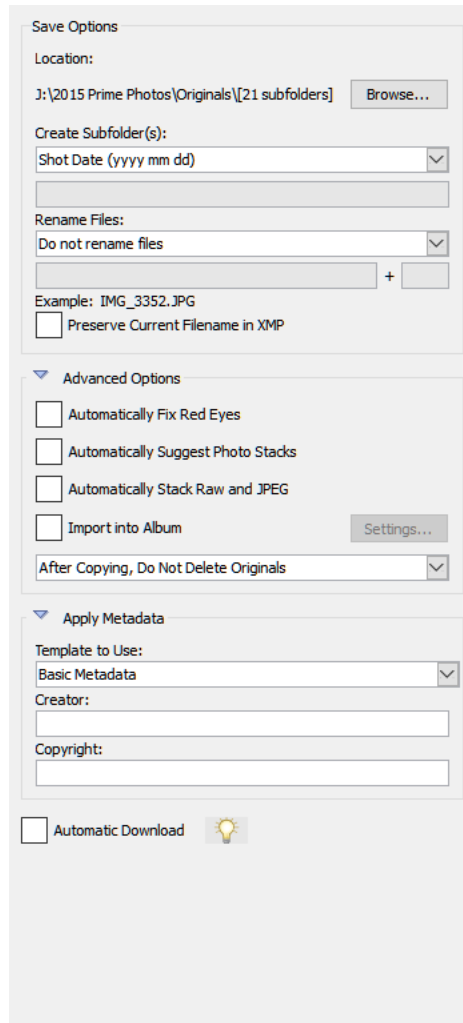 Save Options
Location:
J:\2015 Prime Photos\Originals\[21 subfolders] Browse...
Create Subfolder(s):
Shot Date (yyyy mm dd)
Rename Files:
Do not rename files
+
Example: IMG_3352.JPG
Preserve Current Filename in XMP
Advanced Options
Automatically Fix Red Eyes
Automatically Suggest Photo Stacks
Automatically Stack Raw and JPEG
Import into Album Settings...
After Copying, Do Not Delete Originals
Apply Metadata
Template to Use:
Basic Metadata
Creator:
Copyright:
Automatic Download